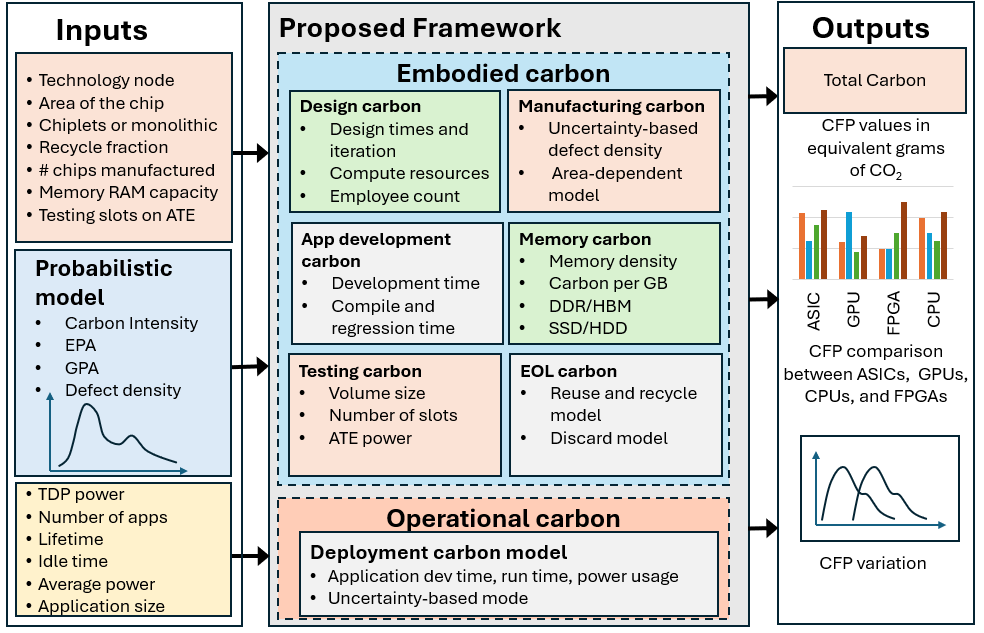 Inputs
• Technology node
• Area of the chip
• Chiplets or monolithic
• Recycle fraction
• # chips manufactured
• Memory RAM capacity
• Testing slots on ATE
Probabilistic
model
• Carbon Intensity
• EPA
• GPA
• Defect density
• TDP power
• Number of apps
• Lifetime
• Idle time
• Average power
• Application size
Proposed Framework
Embodied carbon
Design carbon
• Design times and
iteration
• Compute resources
• Employee count
Manufacturing carbon
• Uncertainty-based
defect density
• Area-dependent
model
App development
carbon
• Development time
• Compile and
regression time
Memory carbon
• Memory density
• Carbon per GB
• DDR/HBM
• SSD/HDD
Testing carbon
• Volume size
• Number of slots
• ATE power
EOL carbon
• Reuse and recycle
model
• Discard model
Operational carbon
Deployment carbon model
• Application dev time, run time, power usage
• Uncertainty-based mode
Outputs
Total Carbon
CFP values in
equivalent grams
of CO₂
ASIC
GPU
FPGA
CPU
CFP comparison
between ASICs, GPUs,
CPUs, and FPGAs
CFP variation